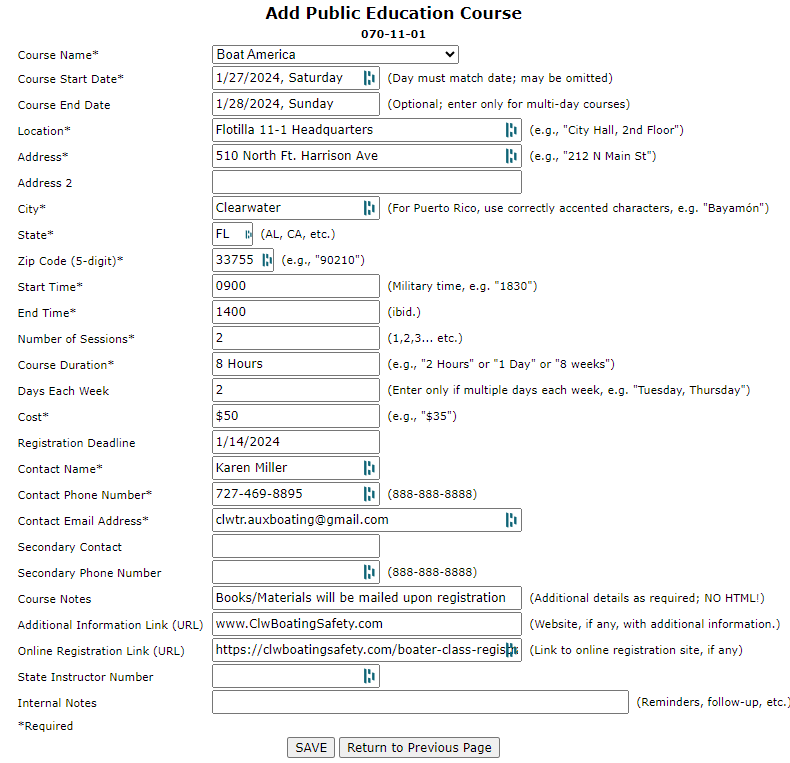 Add Public Education Course
070-11-01
Course Name* Boat America
Course Start Date* 1/27/2024, Saturday (Day must match date; may be omitted)
Course End Date 1/28/2024, Sunday (Optional; enter only for multi-day courses)
Location* Flotilla 11-1 Headquarters (e.g., "City Hall, 2nd Floor")
Address* 510 North Ft. Harrison Ave (e.g., "212 N Main St")
Address 2
City* Clearwater (For Puerto Rico, use correctly accented characters, e.g. "Bayamón")
State* FL (AL, CA, etc.)
Zip Code (5-digit)* 33755 (e.g., "90210")
Start Time* 0900 (Military time, e.g. "1830")
End Time* 1400 (ibid.)
Number of Sessions* 2 (1,2,3... etc.)
Course Duration* 8 Hours (e.g., "2 Hours" or "1 Day" or "8 weeks")
Days Each Week 2 (Enter only if multiple days each week, e.g. "Tuesday, Thursday")
Cost* $50 (e.g., "$35")
Registration Deadline 1/14/2024
Contact Name* Karen Miller
Contact Phone Number* 727-469-8895 (888-888-8888)
Contact Email Address* clwtr.auxboating@gmail.com
Secondary Contact
Secondary Phone Number (888-888-8888)
Course Notes Books/Materials will be mailed upon registration (Additional details as required; NO HTML!)
Additional Information Link (URL) www.ClwBoatingSafety.com (Website, if any, with additional information.)
Online Registration Link (URL) https://clwboatingsafety.com/boater-class-regist (Link to online registration site, if any)
State Instructor Number
Internal Notes (Reminders, follow-up, etc.)
*Required
SAVE Return to Previous Page